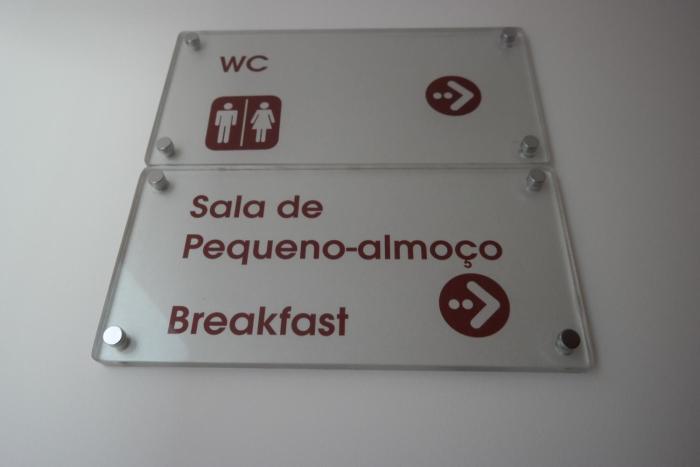 WC
Sala de
Pequeno-almoço
Breakfast